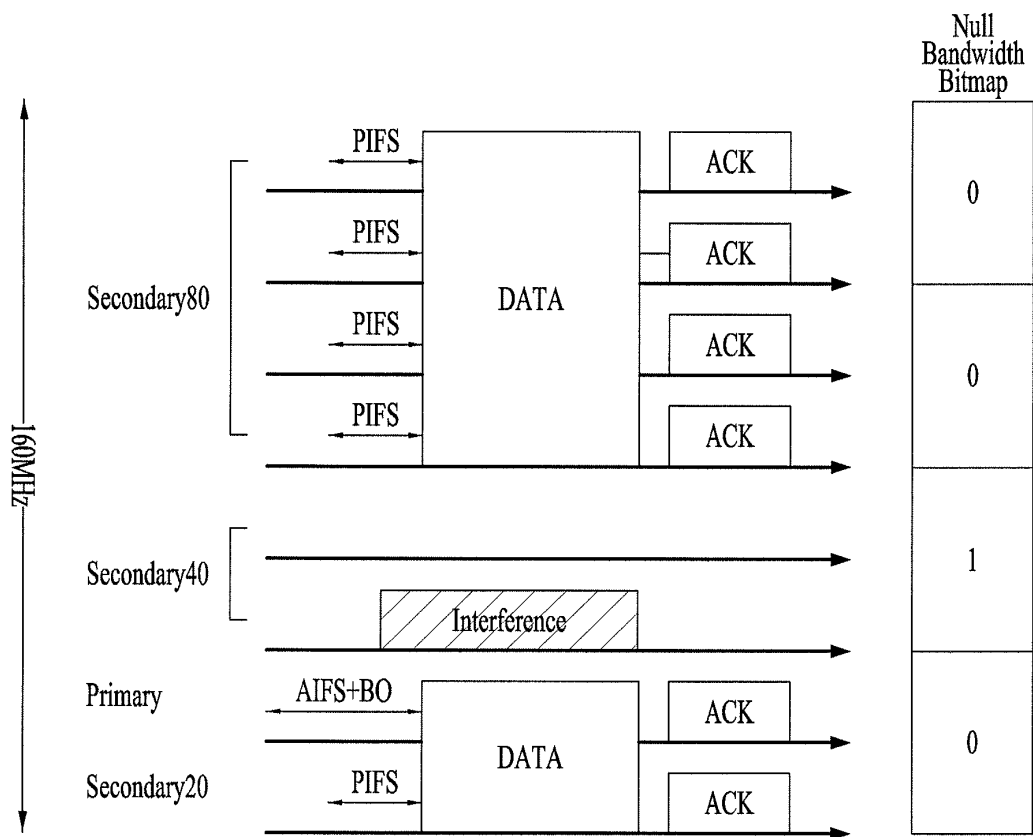 Null
Bandwidth
Bitmap
PIFS
ACK
0
PIFS
ACK
Secondary80
DATA
PIFS
ACK
0
PIFS
ACK
160MHz
Secondary40
1
Interference
Primary
AIFS+BO
ACK
DATA
0
Secondary20
PIFS
ACK